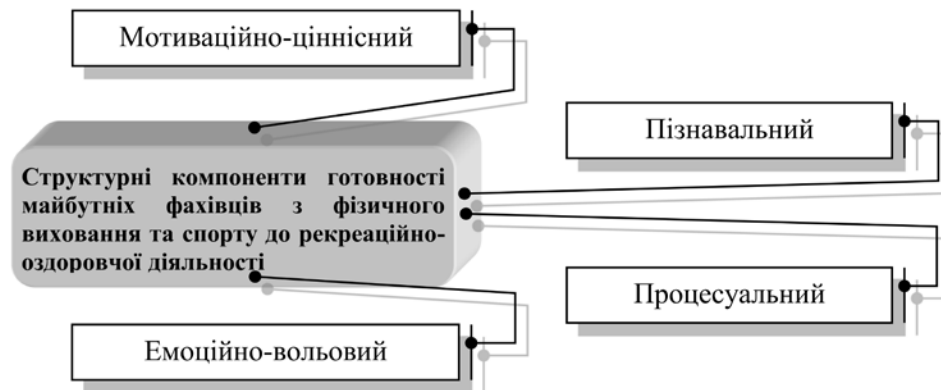 Мотиваційно-ціннісний
Пізнавальний
Структурні компоненти готовності
майбутніх фахівців з фізичного
виховання та спорту до рекреаційно-
оздоровчої діяльності
Процесуальний
Емоційно-вольовий